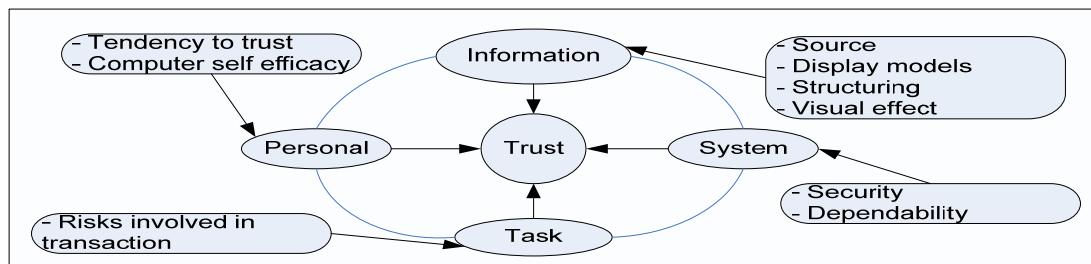 - Tendency to trust
- Computer self efficacy
Information
- Source
- Display models
- Structuring
- Visual effect
Personal
Trust
System
- Security
- Dependability
- Risks involved in
transaction
Task